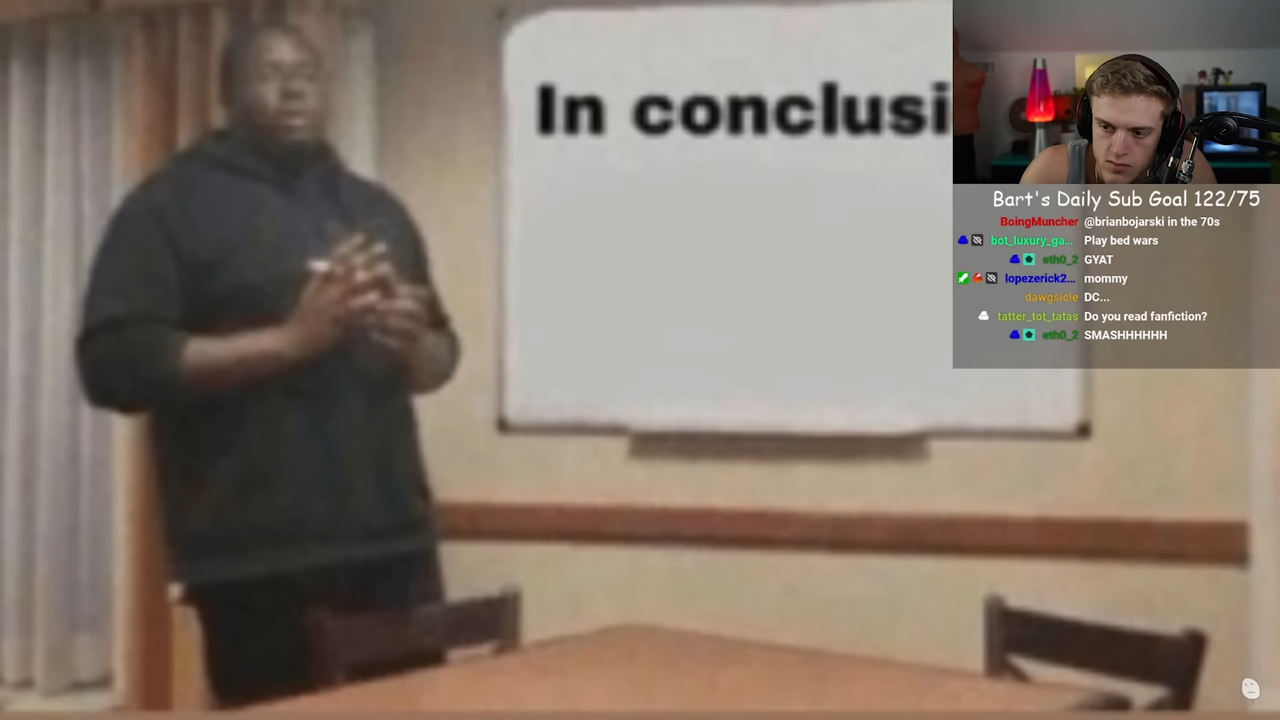 In conclusi
Bart's Daily Sub Goal 122/75
BoingMuncher @brianbojarski in the 70s
bot_luxury_ga... Play bed wars
eth0_2 GYAT
lopezerick2... mommy
dawgsicle DC...
tatter_tot_tatas Do you read fanfiction?
eth0_2 SMASHHHHHH